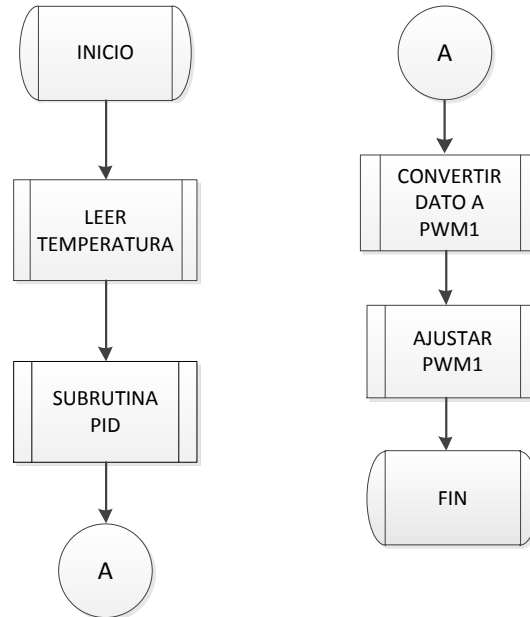 INICIO
LEER
TEMPERATURA
SUBRUTINA
PID
A
A
CONVERTIR
DATO A
PWM1
AJUSTAR
PWM1
FIN